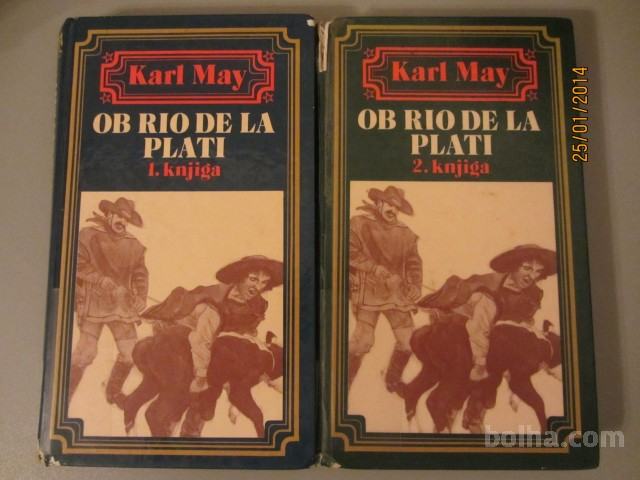 Karl May
OB RIO DE LA
PLATI
1. knjiga
Karl May
OB RIO DE LA
PLATI
2. knjiga
25/01/2014
bolha.com